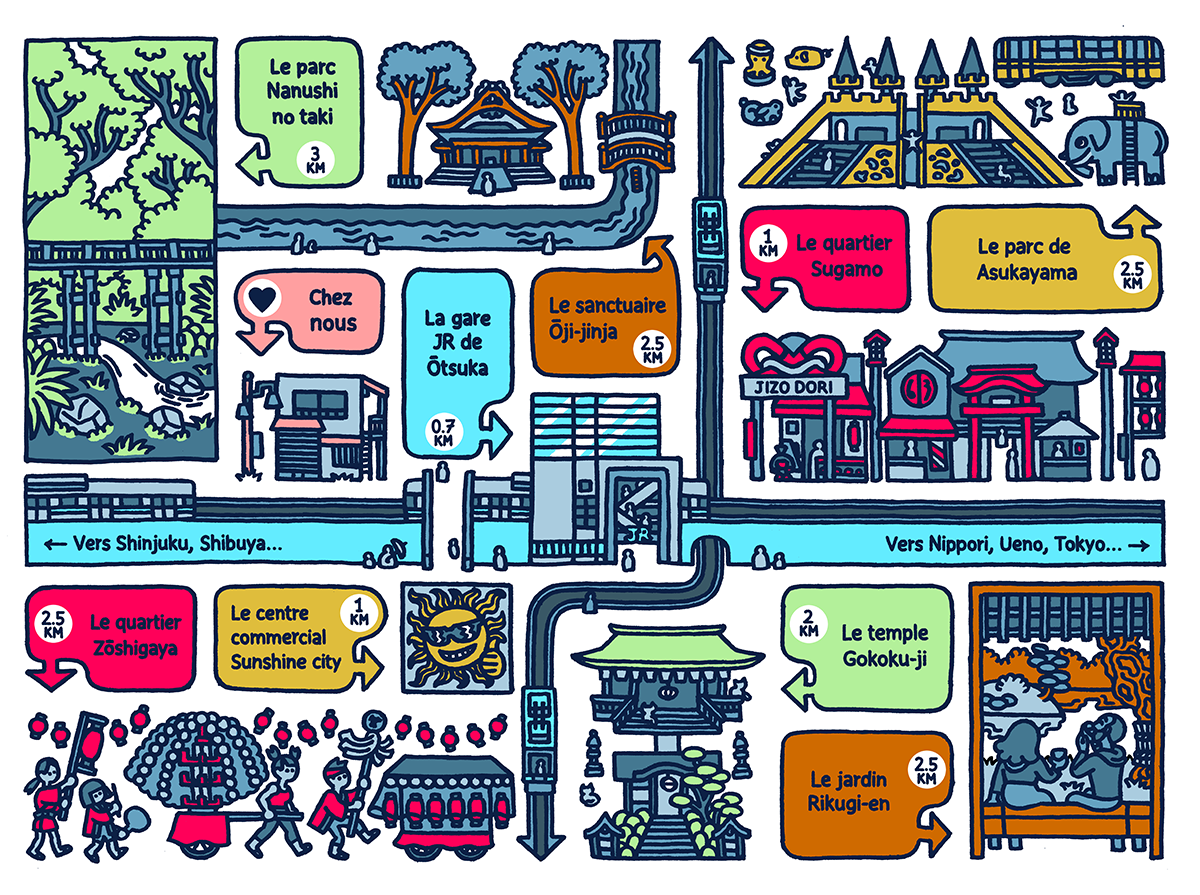 Le parc
Nanushi
no taki
3
KM
1
KM
Le quartier
Sugamo
Le parc de
Asukayama
2.5
KM
Chez
nous
La gare
JR de
Ōtsuka
0.7
KM
Le sanctuaire
Ōji-jinja
2.5
KM
JIZO DORI
JR
← Vers Shinjuku, Shibuya...
Vers Nippori, Ueno, Tokyo... →
2.5
KM
Le quartier
Zōshigaya
Le centre
commercial
Sunshine city
1
KM
2
KM
Le temple
Gokoku-ji
Le jardin
Rikugi-en
2.5
KM